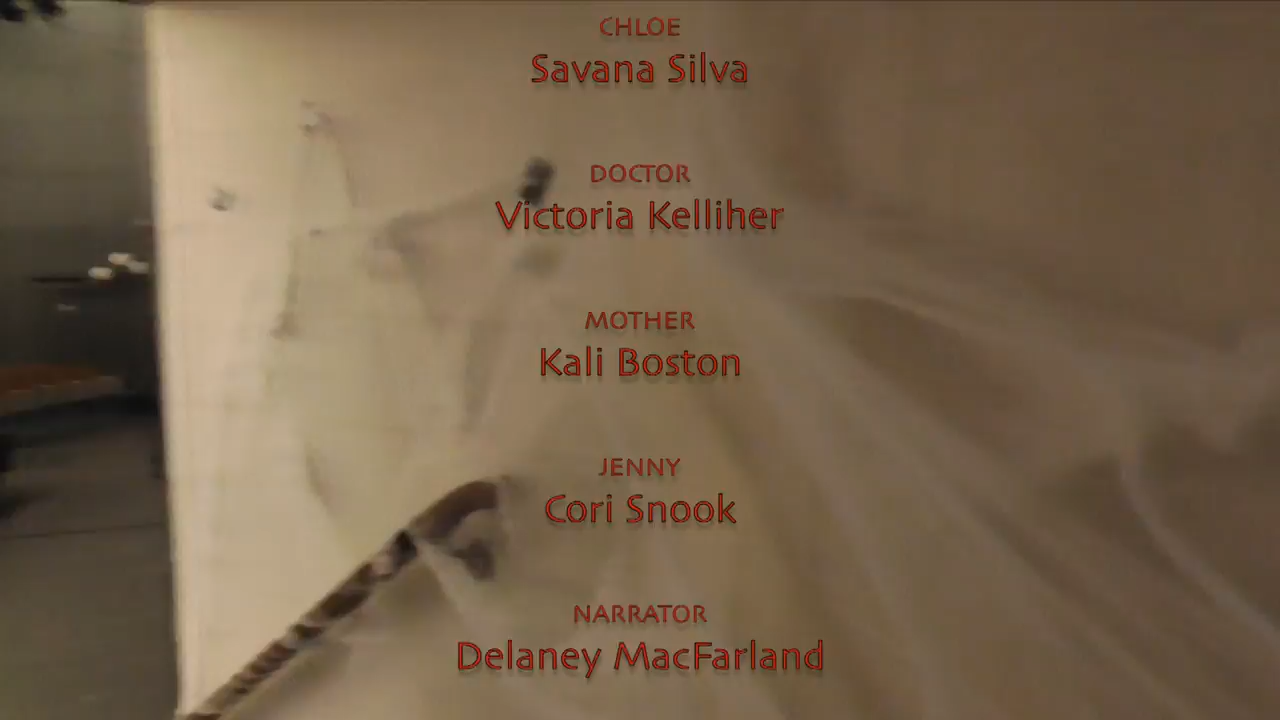 CHLOE
Savana Silva
DOCTOR
Victoria Kelliher
MOTHER
Kali Boston
JENNY
Cori Snook
NARRATOR
Delaney MacFarland